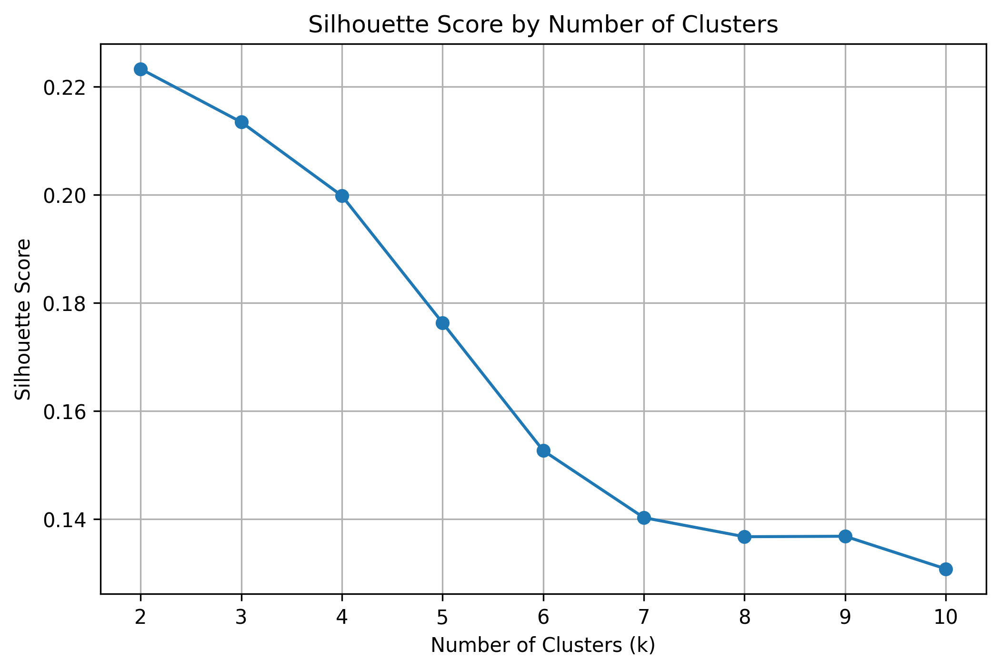 Silhouette Score by Number of Clusters
0.22
0.20
0.18
0.16
0.14
Silhouette Score
2 3 4 5 6 7 8 9 10
Number of Clusters (k)